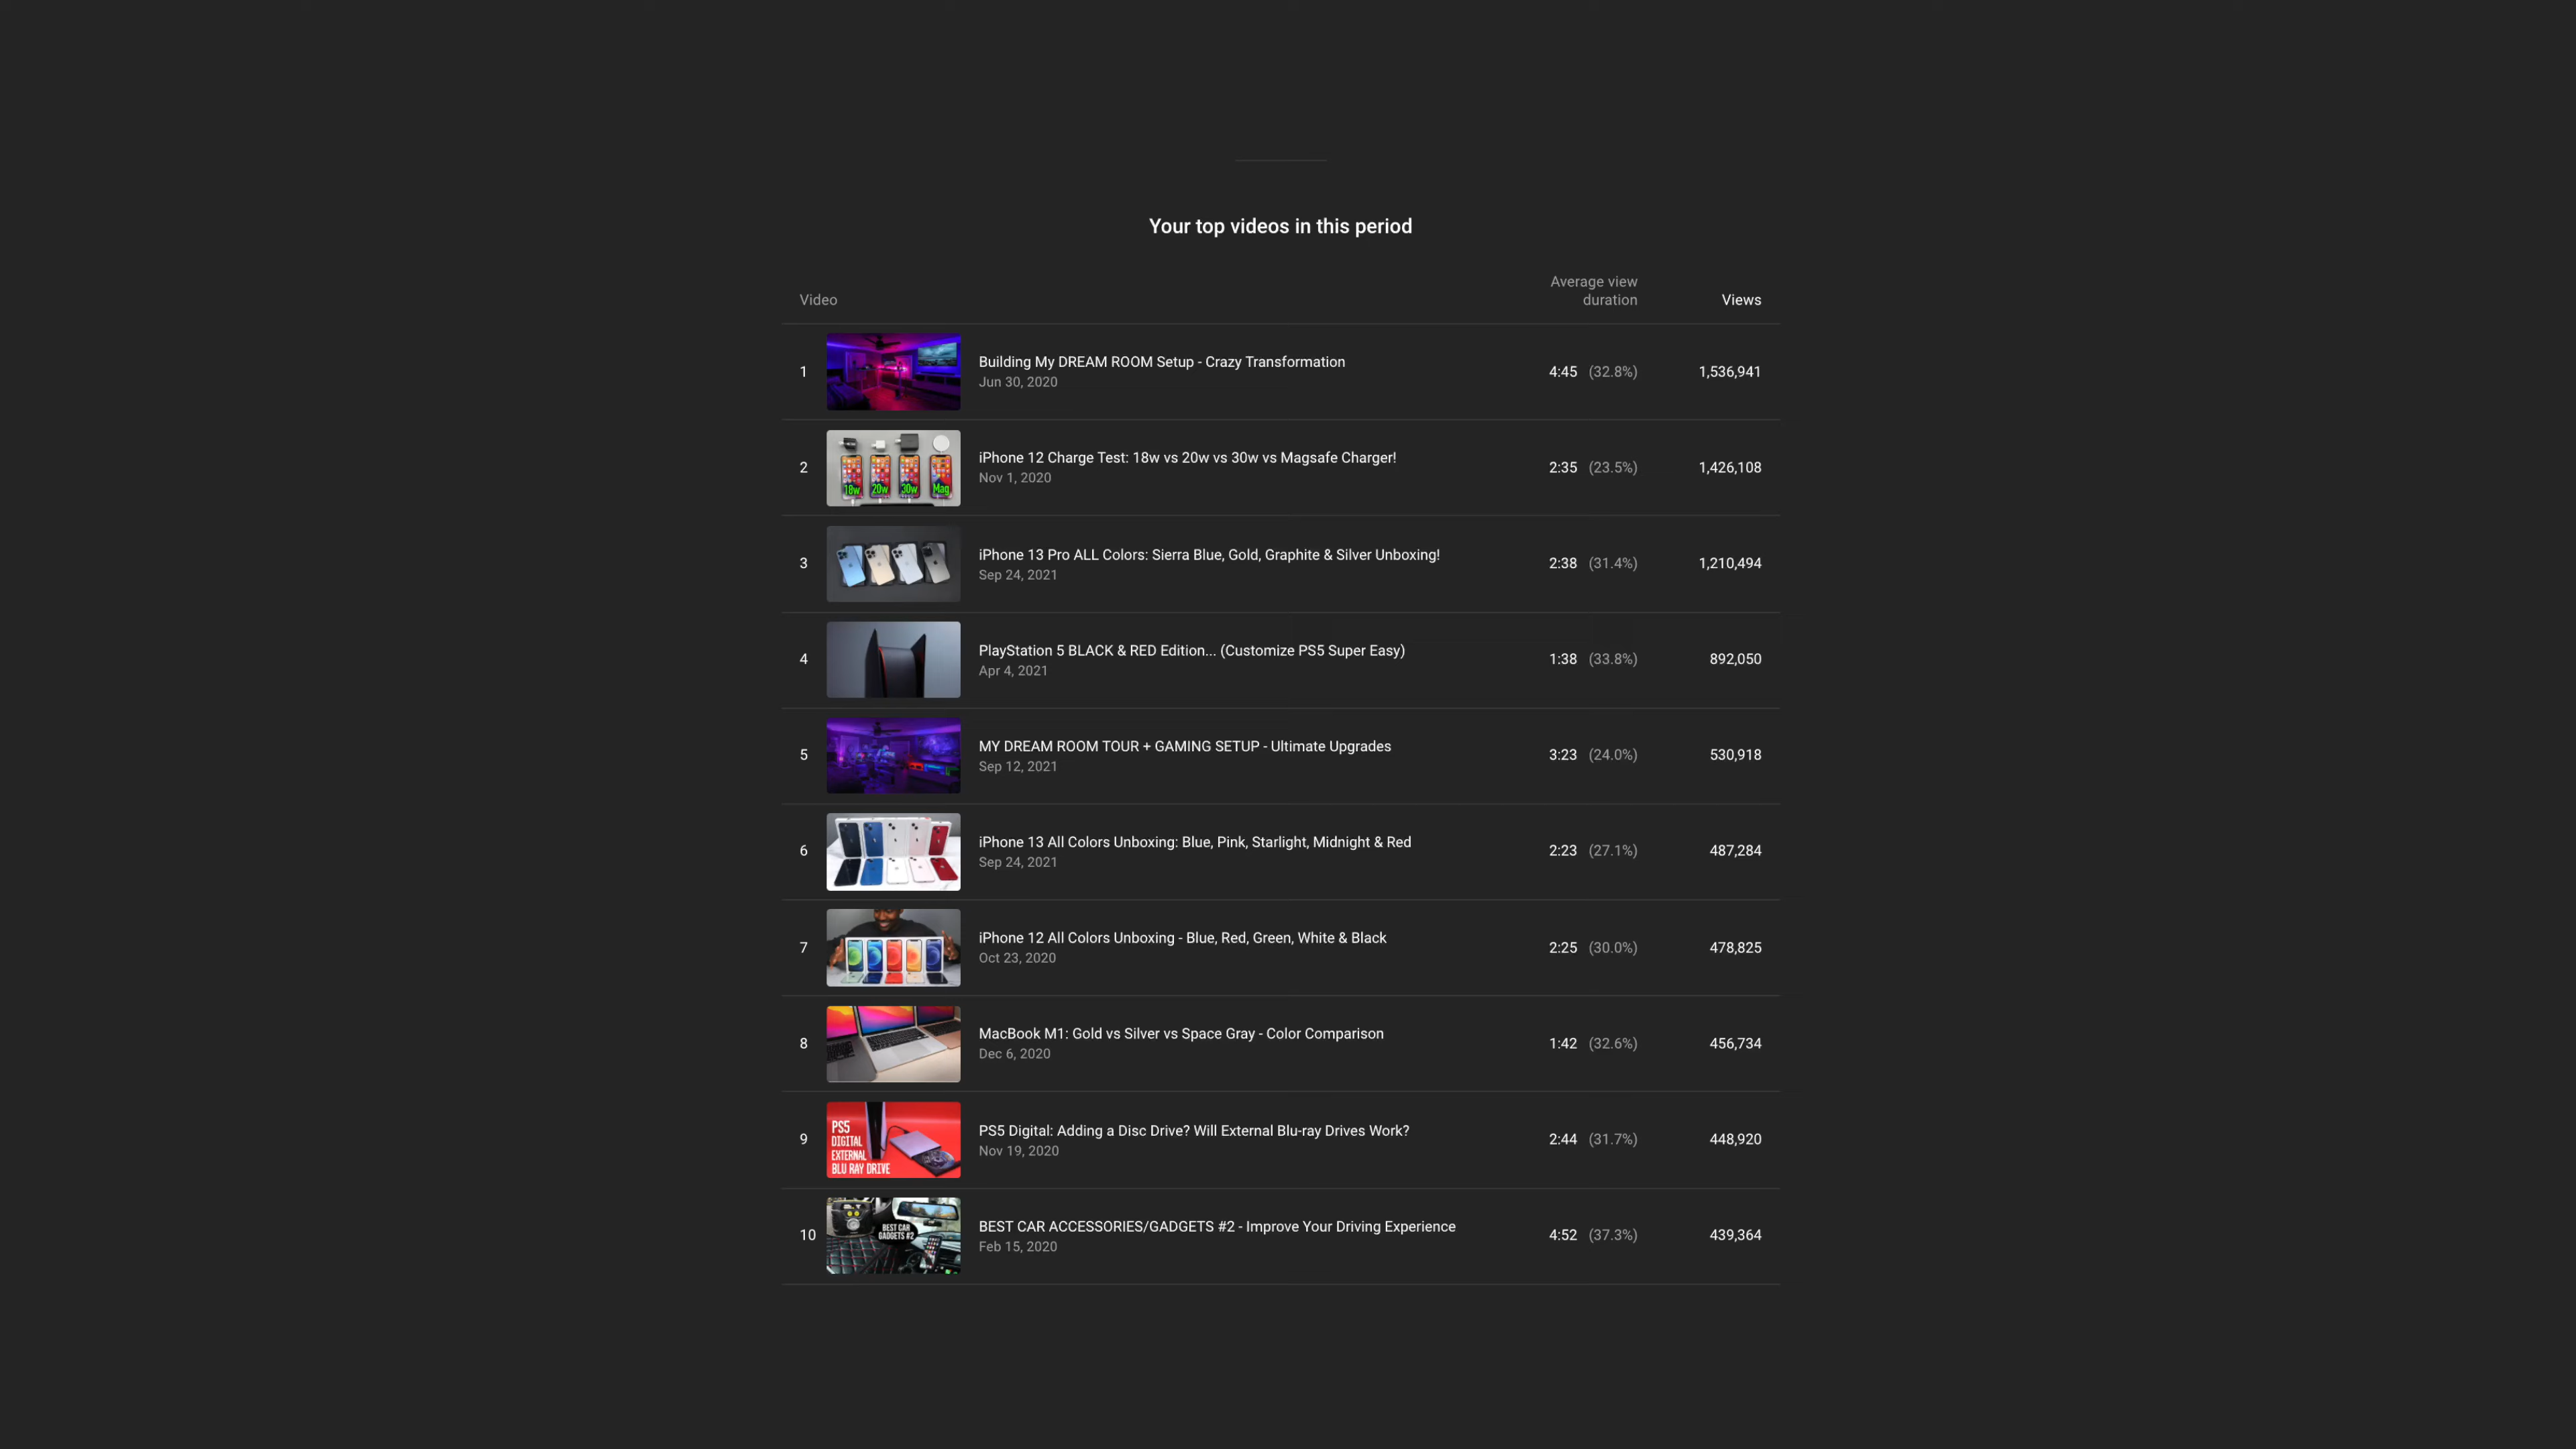 Your top videos in this period
Video
Average view
duration
Views
1
Building My DREAM ROOM Setup - Crazy Transformation
Jun 30, 2020
4:45 (32.8%)
1,536,941
18w 20w 30w Mag
2
iPhone 12 Charge Test: 18w vs 20w vs 30w vs Magsafe Charger!
Nov 1, 2020
2:35 (23.5%)
1,426,108
3
iPhone 13 Pro ALL Colors: Sierra Blue, Gold, Graphite & Silver Unboxing!
Sep 24, 2021
2:38 (31.4%)
1,210,494
4
PlayStation 5 BLACK & RED Edition... (Customize PS5 Super Easy)
Apr 4, 2021
1:38 (33.8%)
892,050
5
MY DREAM ROOM TOUR + GAMING SETUP - Ultimate Upgrades
Sep 12, 2021
3:23 (24.0%)
530,918
6
iPhone 13 All Colors Unboxing: Blue, Pink, Starlight, Midnight & Red
Sep 24, 2021
2:23 (27.1%)
487,284
7
iPhone 12 All Colors Unboxing - Blue, Red, Green, White & Black
Oct 23, 2020
2:25 (30.0%)
478,825
8
MacBook M1: Gold vs Silver vs Space Gray - Color Comparison
Dec 6, 2020
1:42 (32.6%)
456,734
9
PS5
DIGITAL
EXTERNAL
BLU RAY DRIVE
PS5 Digital: Adding a Disc Drive? Will External Blu-ray Drives Work?
Nov 19, 2020
2:44 (31.7%)
448,920
10
BEST CAR
GADGETS #2
BEST CAR ACCESSORIES/GADGETS #2 - Improve Your Driving Experience
Feb 15, 2020
4:52 (37.3%)
439,364